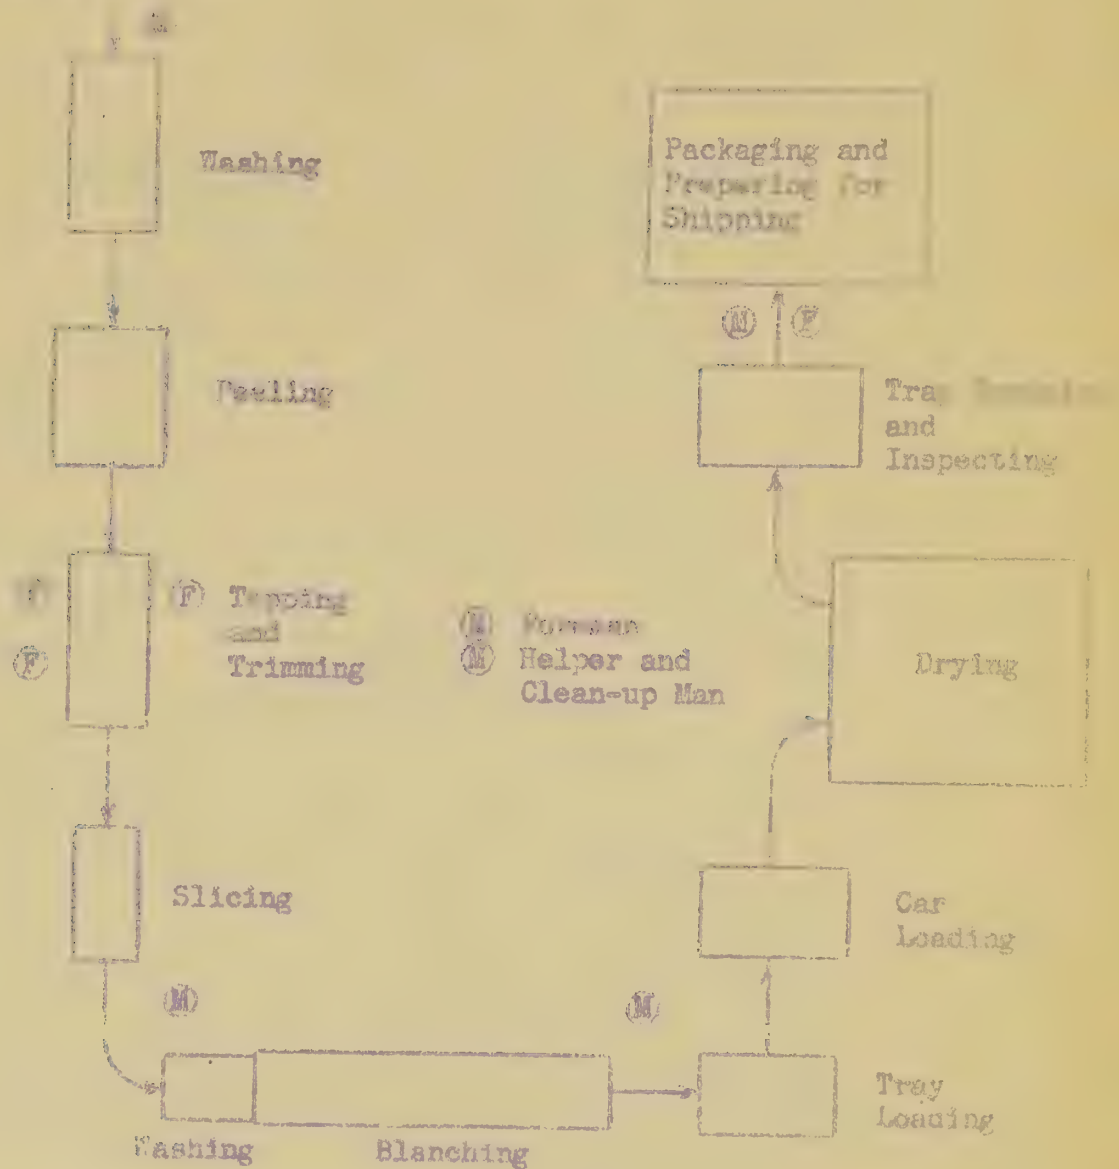 Washing
Peeling
Ⓕ Topping
and
Trimming
Ⓕ
Slicing
Ⓜ
Washing
Blanching
Ⓜ
Tray
Loading
Car
Loading
Drying
Tray
and
Inspecting
Ⓜ Ⓕ
Packaging and
Preparing for
Shipping
Ⓜ Foreman
Ⓜ Helper and
Clean-up Man